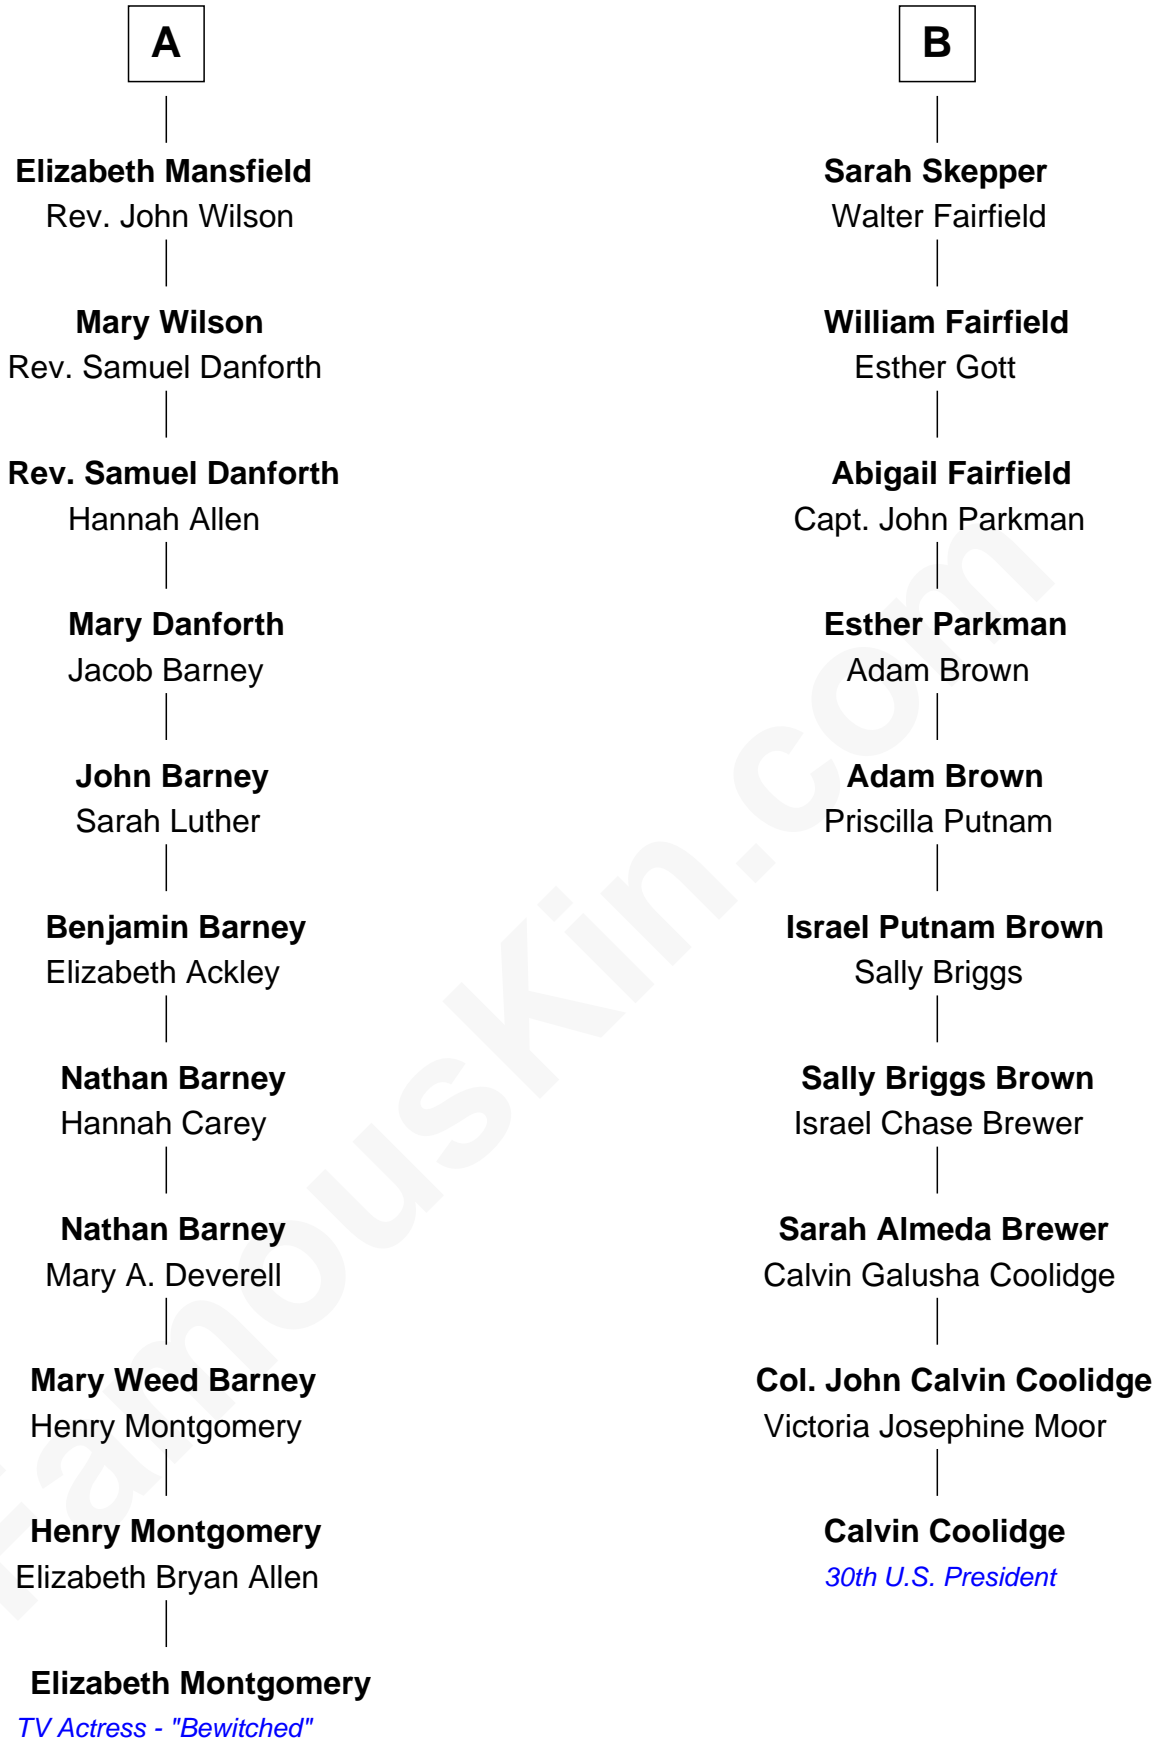 A
Elizabeth Mansfield
Rev. John Wilson
Mary Wilson
Rev. Samuel Danforth
Rev. Samuel Danforth
Hannah Allen
Mary Danforth
Jacob Barney
John Barney
Sarah Luther
Benjamin Barney
Elizabeth Ackley
Nathan Barney
Hannah Carey
Nathan Barney
Mary A. Deverell
Mary Weed Barney
Henry Montgomery
Henry Montgomery
Elizabeth Bryan Allen
Elizabeth Montgomery
TV Actress - "Bewitched"
B
Sarah Skepper
Walter Fairfield
William Fairfield
Esther Gott
Abigail Fairfield
Capt. John Parkman
Esther Parkman
Adam Brown
Adam Brown
Priscilla Putnam
Israel Putnam Brown
Sally Briggs
Sally Briggs Brown
Israel Chase Brewer
Sarah Almeda Brewer
Calvin Galusha Coolidge
Col. John Calvin Coolidge
Victoria Josephine Moor
Calvin Coolidge
30th U.S. President
FamousKin.com